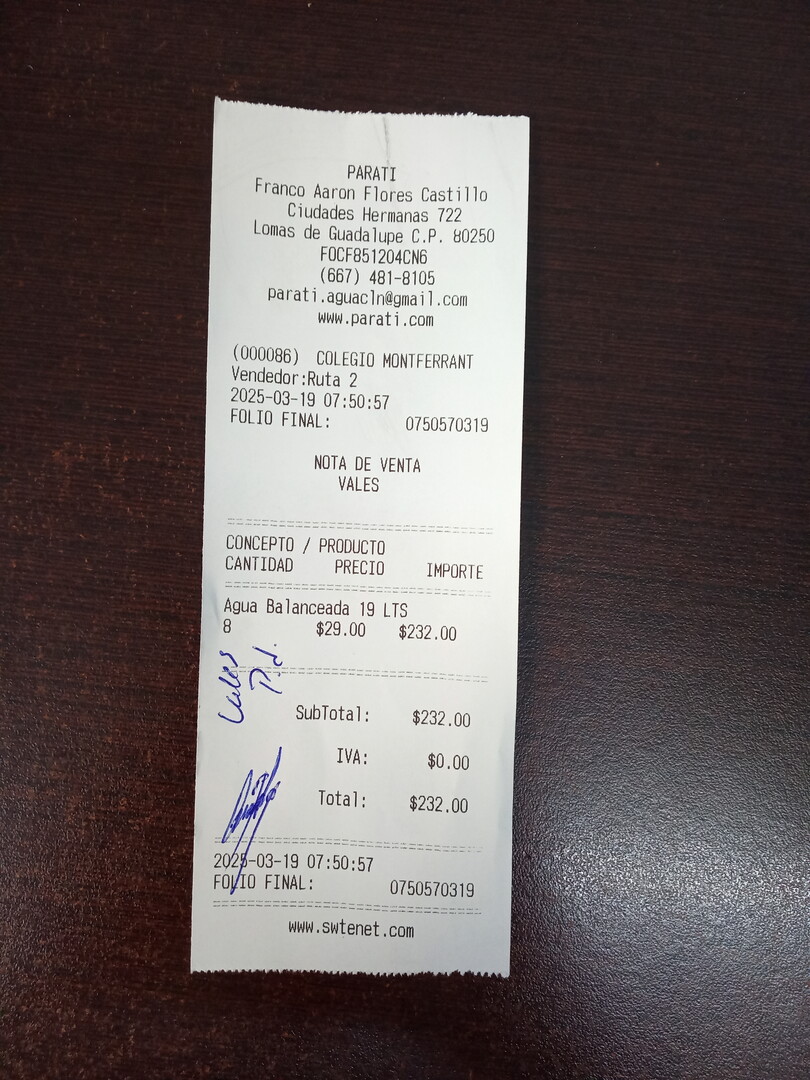 PARATI
Franco Aaron Flores Castillo
Ciudades Hermanas 722
Lomas de Guadalupe C.P. 80250
FOCF851204CN6
(667) 481-8105
parati.aguacln@gmail.com
www.parati.com
(000086) COLEGIO MONTFERRANT
Vendedor:Ruta 2
2025-03-19 07:50:57
FOLIO FINAL: 0750570319
NOTA DE VENTA
VALES
CONCEPTO / PRODUCTO
CANTIDAD PRECIO IMPORTE
Agua Balanceada 19 LTS
8 $29.00 $232.00
SubTotal: $232.00
IVA: $0.00
Total: $232.00
2025-03-19 07:50:57
FOLIO FINAL: 0750570319
www.swtenet.com